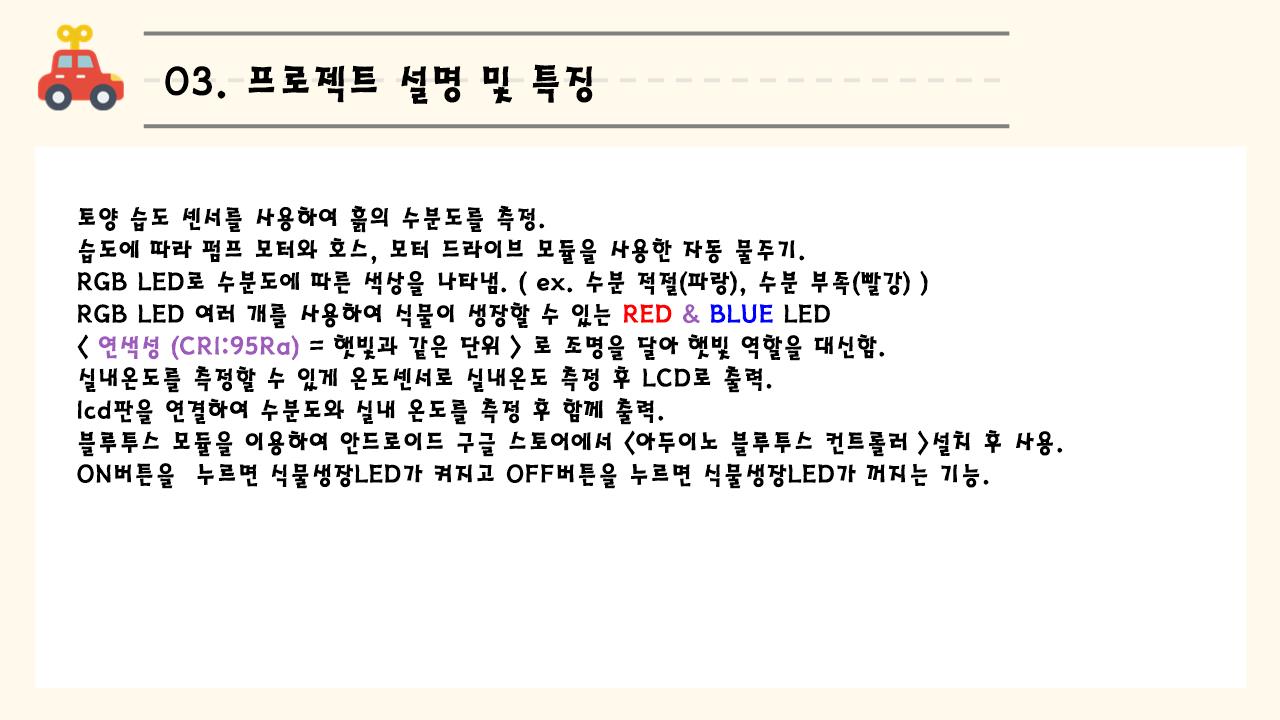 03. 프로젝트 설명 및 특징
토양 습도 센서를 사용하여 흙의 수분도를 측정.
습도에 따라 펌프 모터와 호스, 모터 드라이브 모듈을 사용한 자동 물주기.
RGB LED로 수분도에 따른 색상을 나타냄. ( ex. 수분 적절(파랑), 수분 부족(빨강) )
RGB LED 여러 개를 사용하여 식물이 생장할 수 있는 RED & BLUE LED
< 연색성 (CRI:95Ra) = 햇빛과 같은 단위 > 로 조명을 달아 햇빛 역할을 대신함.
실내온도를 측정할 수 있게 온도센서로 실내온도 측정 후 LCD로 출력.
lcd판을 연결하여 수분도와 실내 온도를 측정 후 함께 출력.
블루투스 모듈을 이용하여 안드로이드 구글 스토어에서 <아두이노 블루투스 컨트롤러 >설치 후 사용.
ON버튼을  누르면 식물생장LED가 켜지고 OFF버튼을 누르면 식물생장LED가 꺼지는 기능.